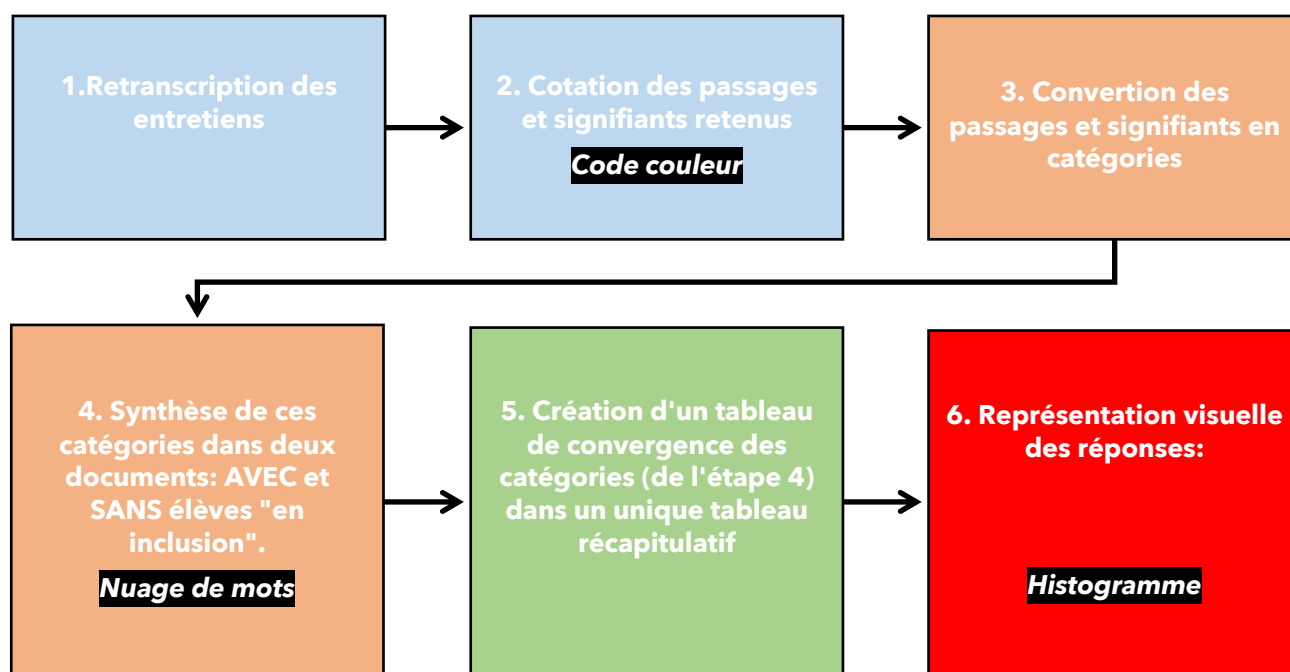 1.Retranscription des
entretiens
2. Cotation des passages
et signifiants retenus
Code couleur
3. Convertion des
passages et signifiants en
catégories
4. Synthèse de ces
catégories dans deux
documents: AVEC et
SANS élèves "en
inclusion".
Nuage de mots
5. Création d'un tableau
de convergence des
catégories (de l'étape 4)
dans un unique tableau
récapitulatif
6. Représentation visuelle
des réponses:
Histogramme